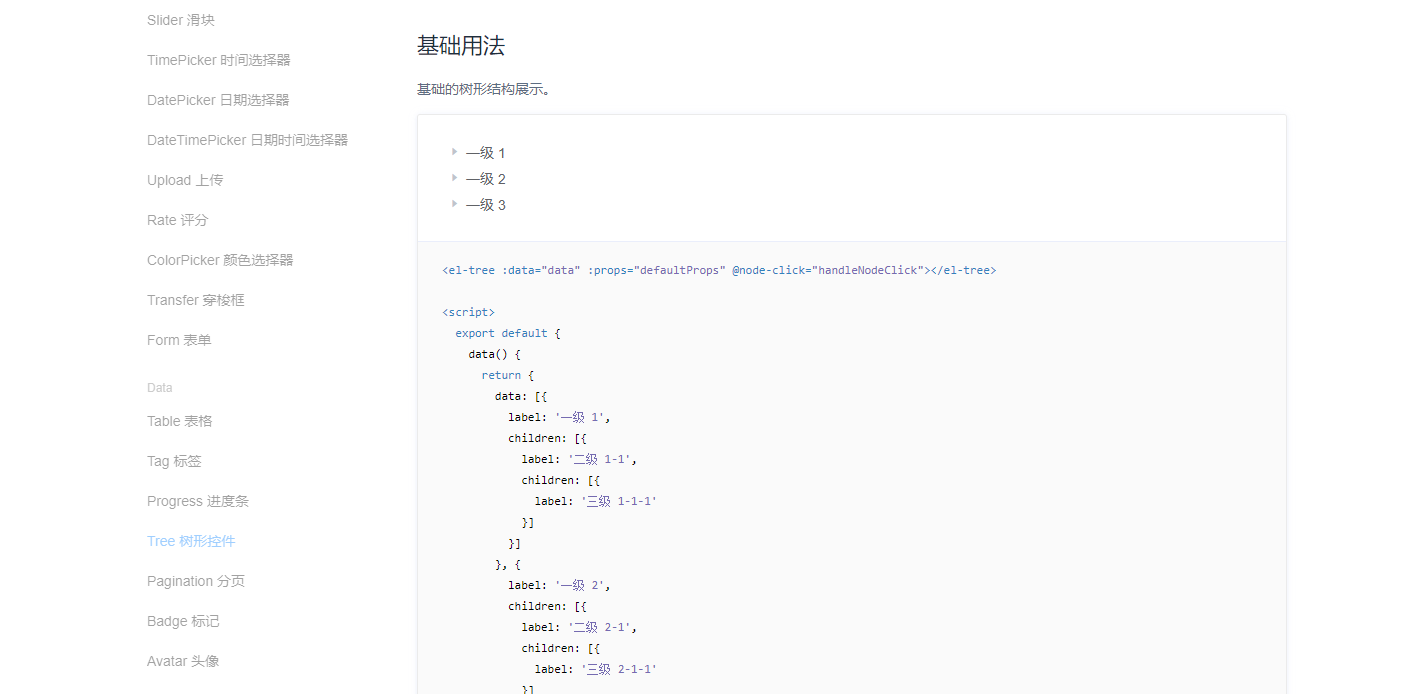 Slider 滑块
TimePicker 时间选择器
DatePicker 日期选择器
DateTimePicker 日期时间选择器
Upload 上传
Rate 评分
ColorPicker 颜色选择器
Transfer 穿梭框
Form 表单
Data
Table 表格
Tag 标签
Progress 进度条
Tree 树形控件
Pagination 分页
Badge 标记
Avatar 头像
基础用法
基础的树形结构展示。
一级 1
一级 2
一级 3
<el-tree :data="data" :props="defaultProps" @node-click="handleNodeClick"></el-tree>
<script>
  export default {
    data() {
      return {
        data: [{
          label: '一级 1',
          children: [{
            label: '二级 1-1',
            children: [{
              label: '三级 1-1-1'
            }]
          }]
        }, {
          label: '一级 2',
          children: [{
            label: '二级 2-1',
            children: [{
              label: '三级 2-1-1'
            }]